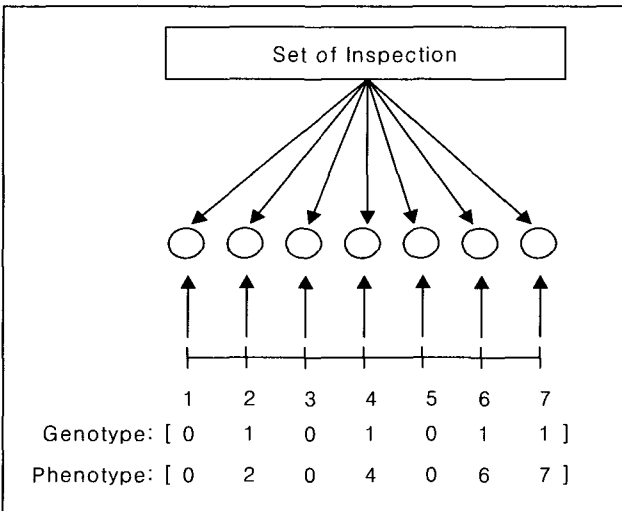 Set of Inspection
1 2 3 4 5 6 7
Genotype: [ 0 1 0 1 0 1 1 ]
Phenotype: [ 0 2 0 4 0 6 7 ]